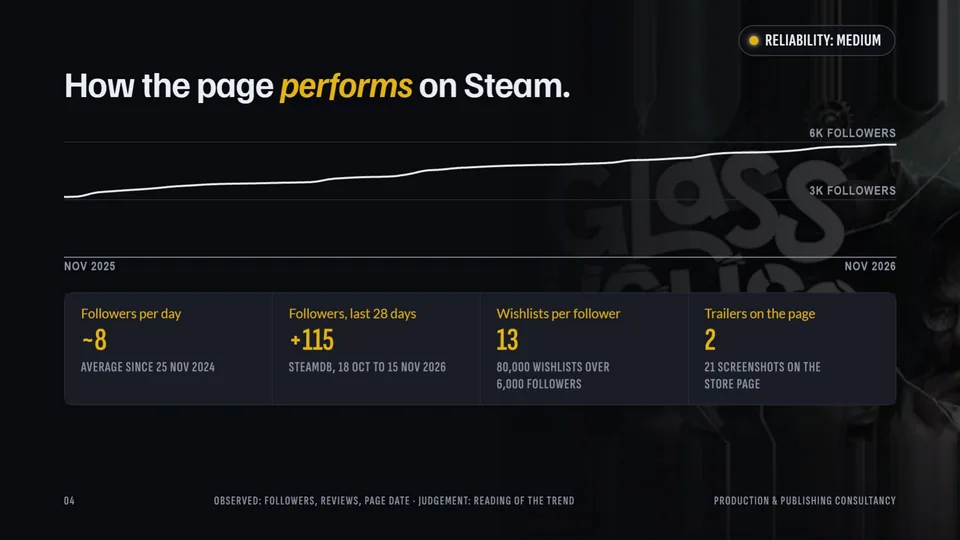 RELIABILITY: MEDIUM
How the page performs on Steam.
6K FOLLOWERS
3K FOLLOWERS
GLaSS
NOV 2025
NOV 2026
Followers per day
~8
AVERAGE SINCE 25 NOV 2024
Followers, last 28 days
+115
STEAMDB, 18 OCT TO 15 NOV 2026
Wishlists per follower
13
80,000 WISHLISTS OVER
6,000 FOLLOWERS
Trailers on the page
2
21 SCREENSHOTS ON THE
STORE PAGE
04
OBSERVED: FOLLOWERS, REVIEWS, PAGE DATE · JUDGEMENT: READING OF THE TREND
PRODUCTION & PUBLISHING CONSULTANCY